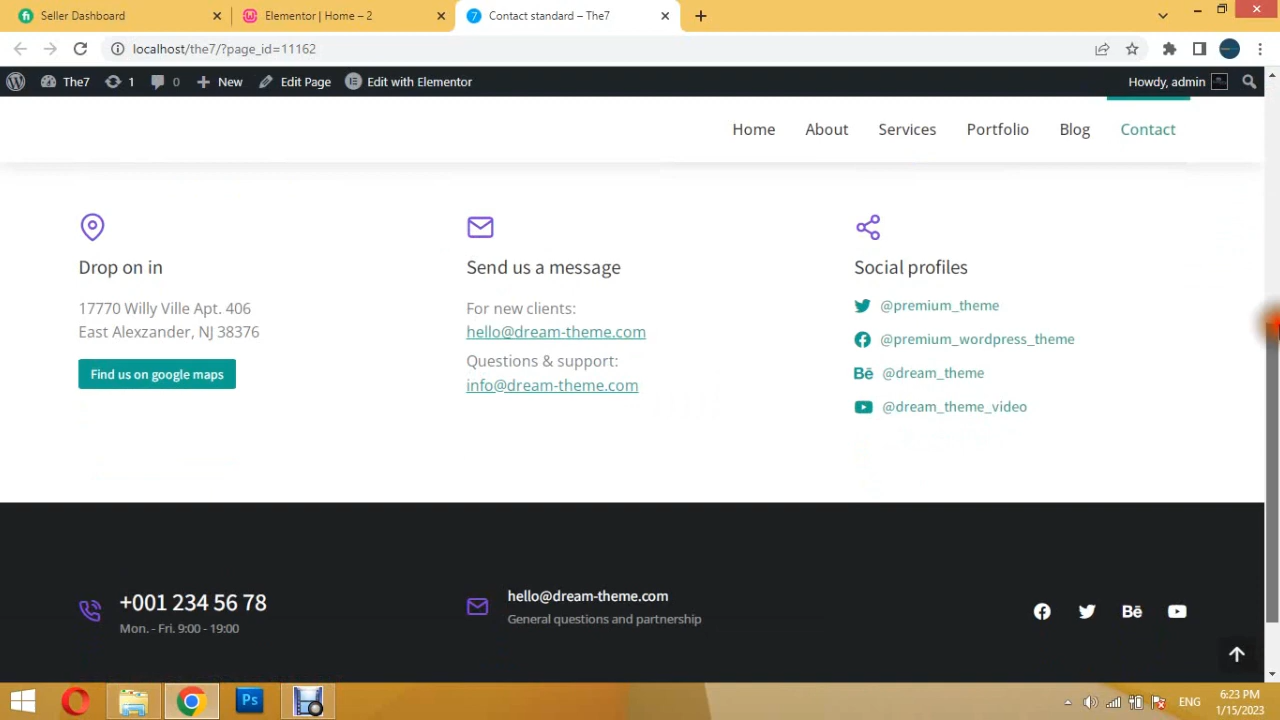 Seller Dashboard
Elementor | Home – 2
7 Contact standard – The7
localhost/the7/?page_id=11162
The7
1
0
New
Edit Page
Edit with Elementor
Howdy, admin
Home
About
Services
Portfolio
Blog
Contact
Drop on in
17770 Willy Ville Apt. 406
East Alexzander, NJ 38376
Find us on google maps
Send us a message
For new clients:
hello@dream-theme.com
Questions & support:
info@dream-theme.com
Social profiles
@premium_theme
@premium_wordpress_theme
Bē @dream_theme
@dream_theme_video
+001 234 56 78
Mon. - Fri. 9:00 - 19:00
hello@dream-theme.com
General questions and partnership
Bē
Ps
ENG
6:23 PM
1/15/2023